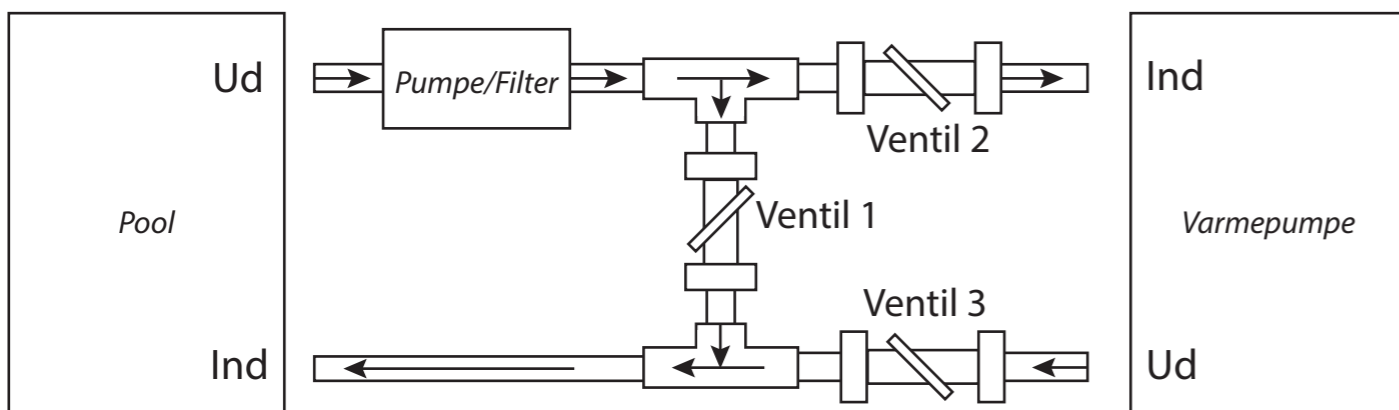 Ud
Pumpe/Filter
Ind
Ventil 2
Pool
Ventil 1
Varmepumpe
Ventil 3
Ind
Ud